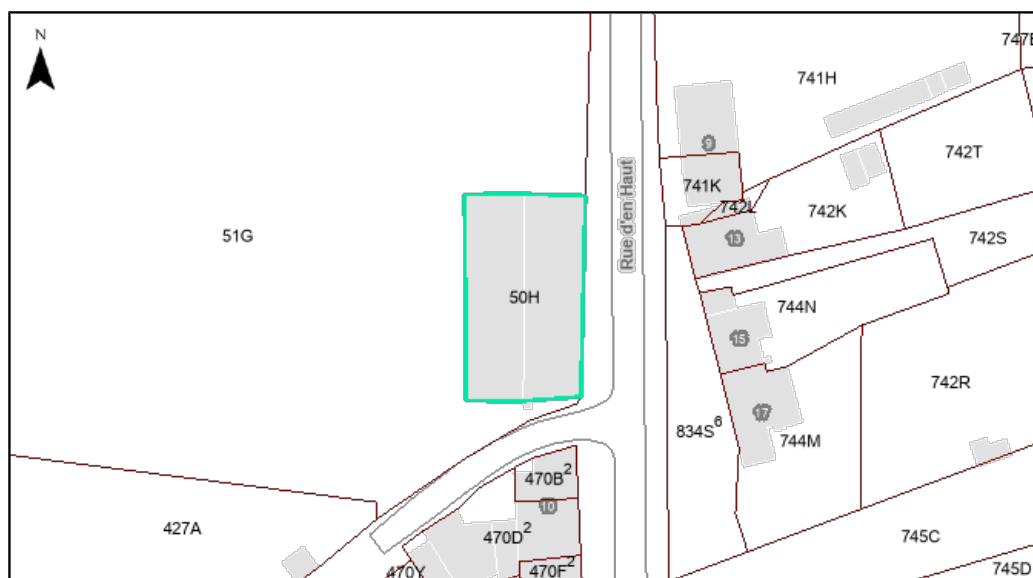 N
747E
741H
9
742T
741K
742L
742K
Rue d'en Haut
51G
13
742S
50H
744N
15
742R
17
834S⁶
744M
470B²
10
427A
470D²
745C
470Y
470F²
745D